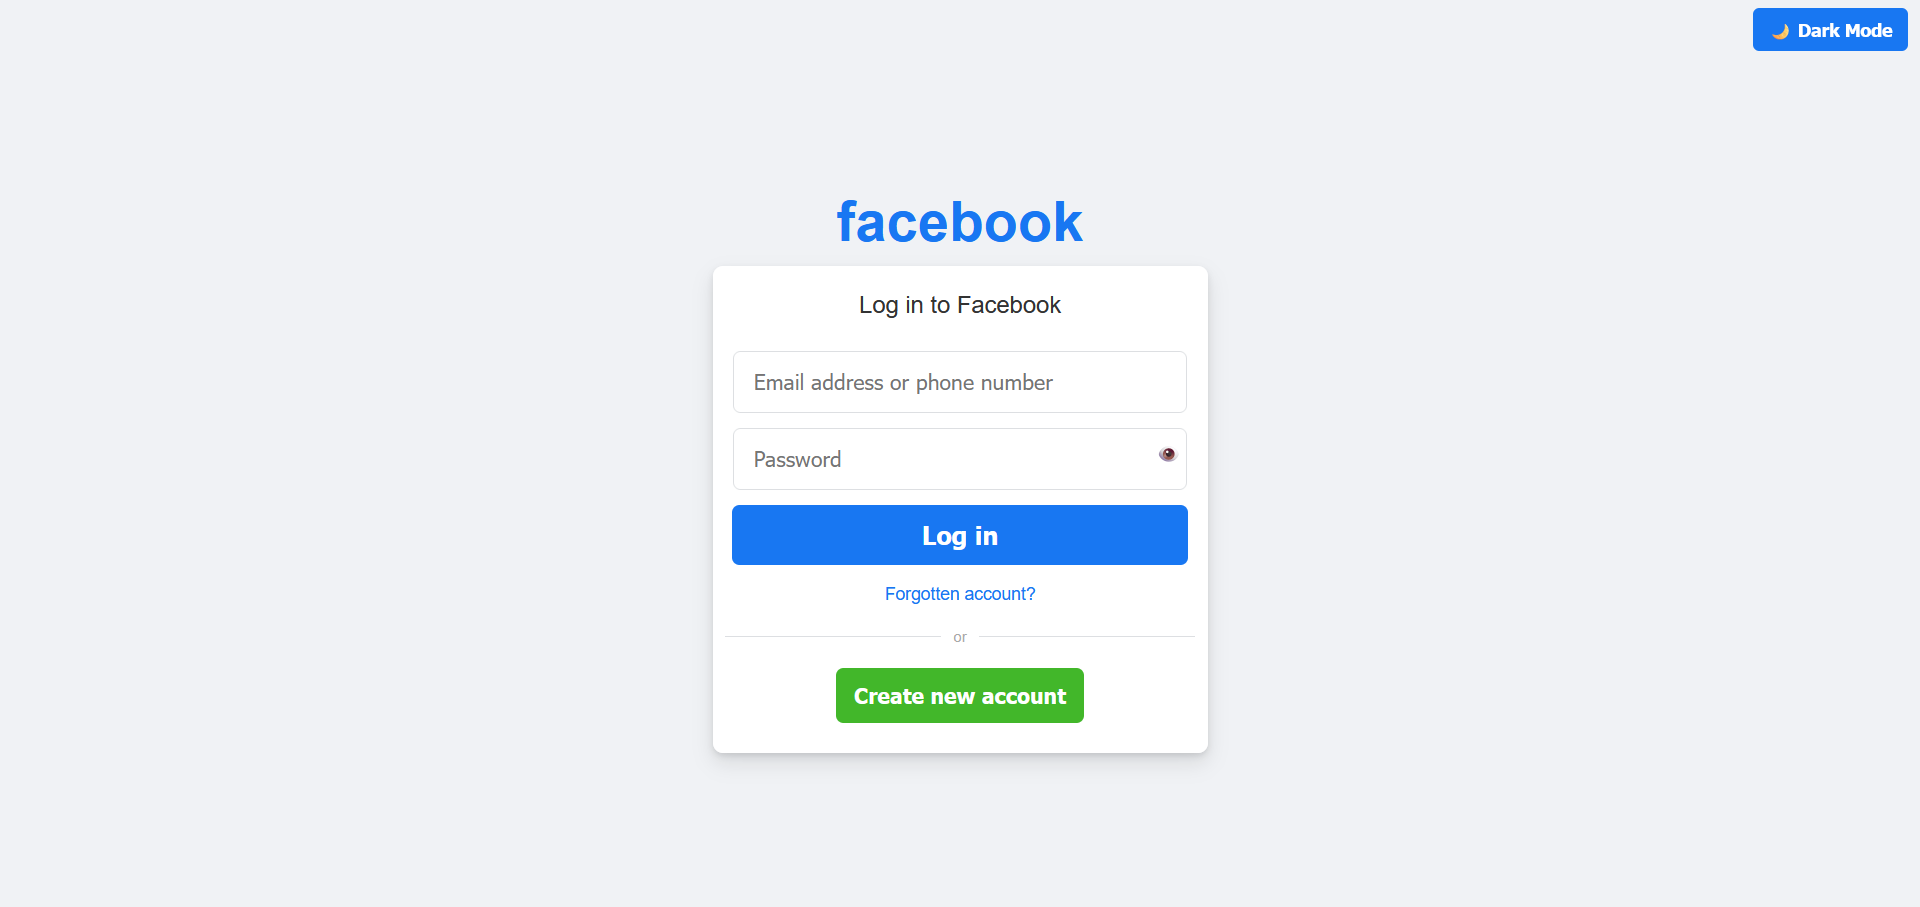 🌙 Dark Mode
facebook
Log in to Facebook
Email address or phone number
Password
Log in
Forgotten account?
or
Create new account